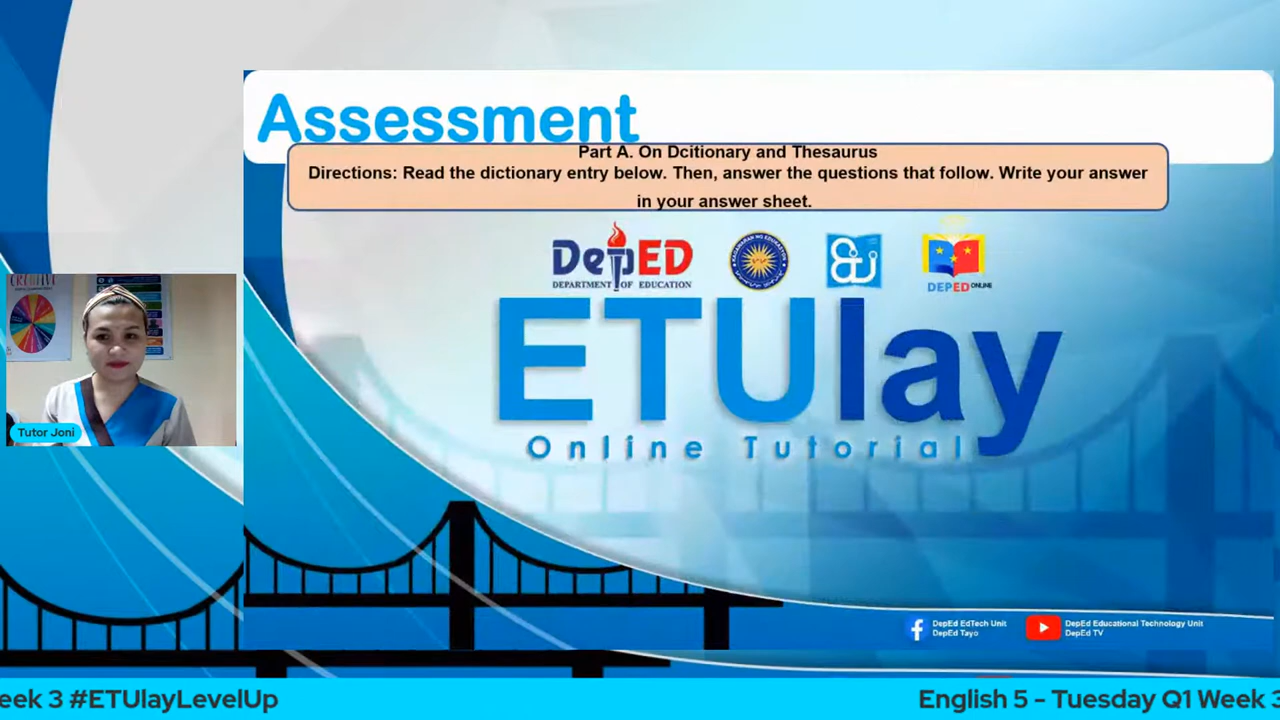 Assessment
Part A. On Dcitionary and Thesaurus
Directions: Read the dictionary entry below. Then, answer the questions that follow. Write your answer
in your answer sheet.
DepED
DEPARTMENT OF EDUCATION
DEPED ONLINE
ETUlay
Online Tutorial
CREATIVE
Tutor Joni
DepEd EdTech Unit
DepEd Tayo
DepEd Educational Technology Unit
DepEd TV
eek 3 #ETUlayLevelUp
English 5 - Tuesday Q1 Week 3